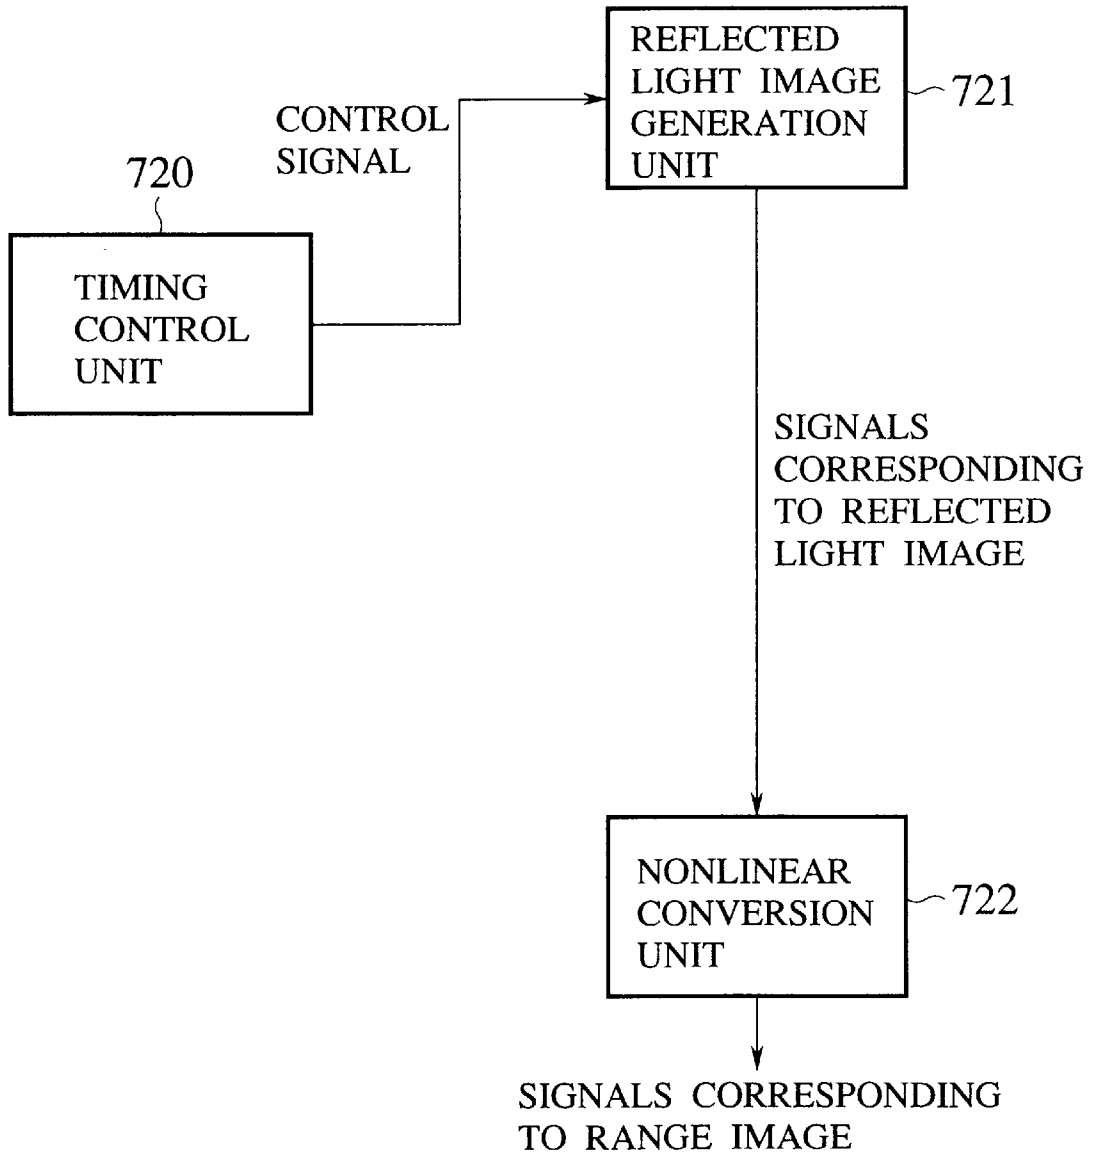 REFLECTED
LIGHT IMAGE
GENERATION
UNIT
721
CONTROL
SIGNAL
720
TIMING
CONTROL
UNIT
SIGNALS
CORRESPONDING
TO REFLECTED
LIGHT IMAGE
NONLINEAR
CONVERSION
UNIT
722
SIGNALS CORRESPONDING
TO RANGE IMAGE